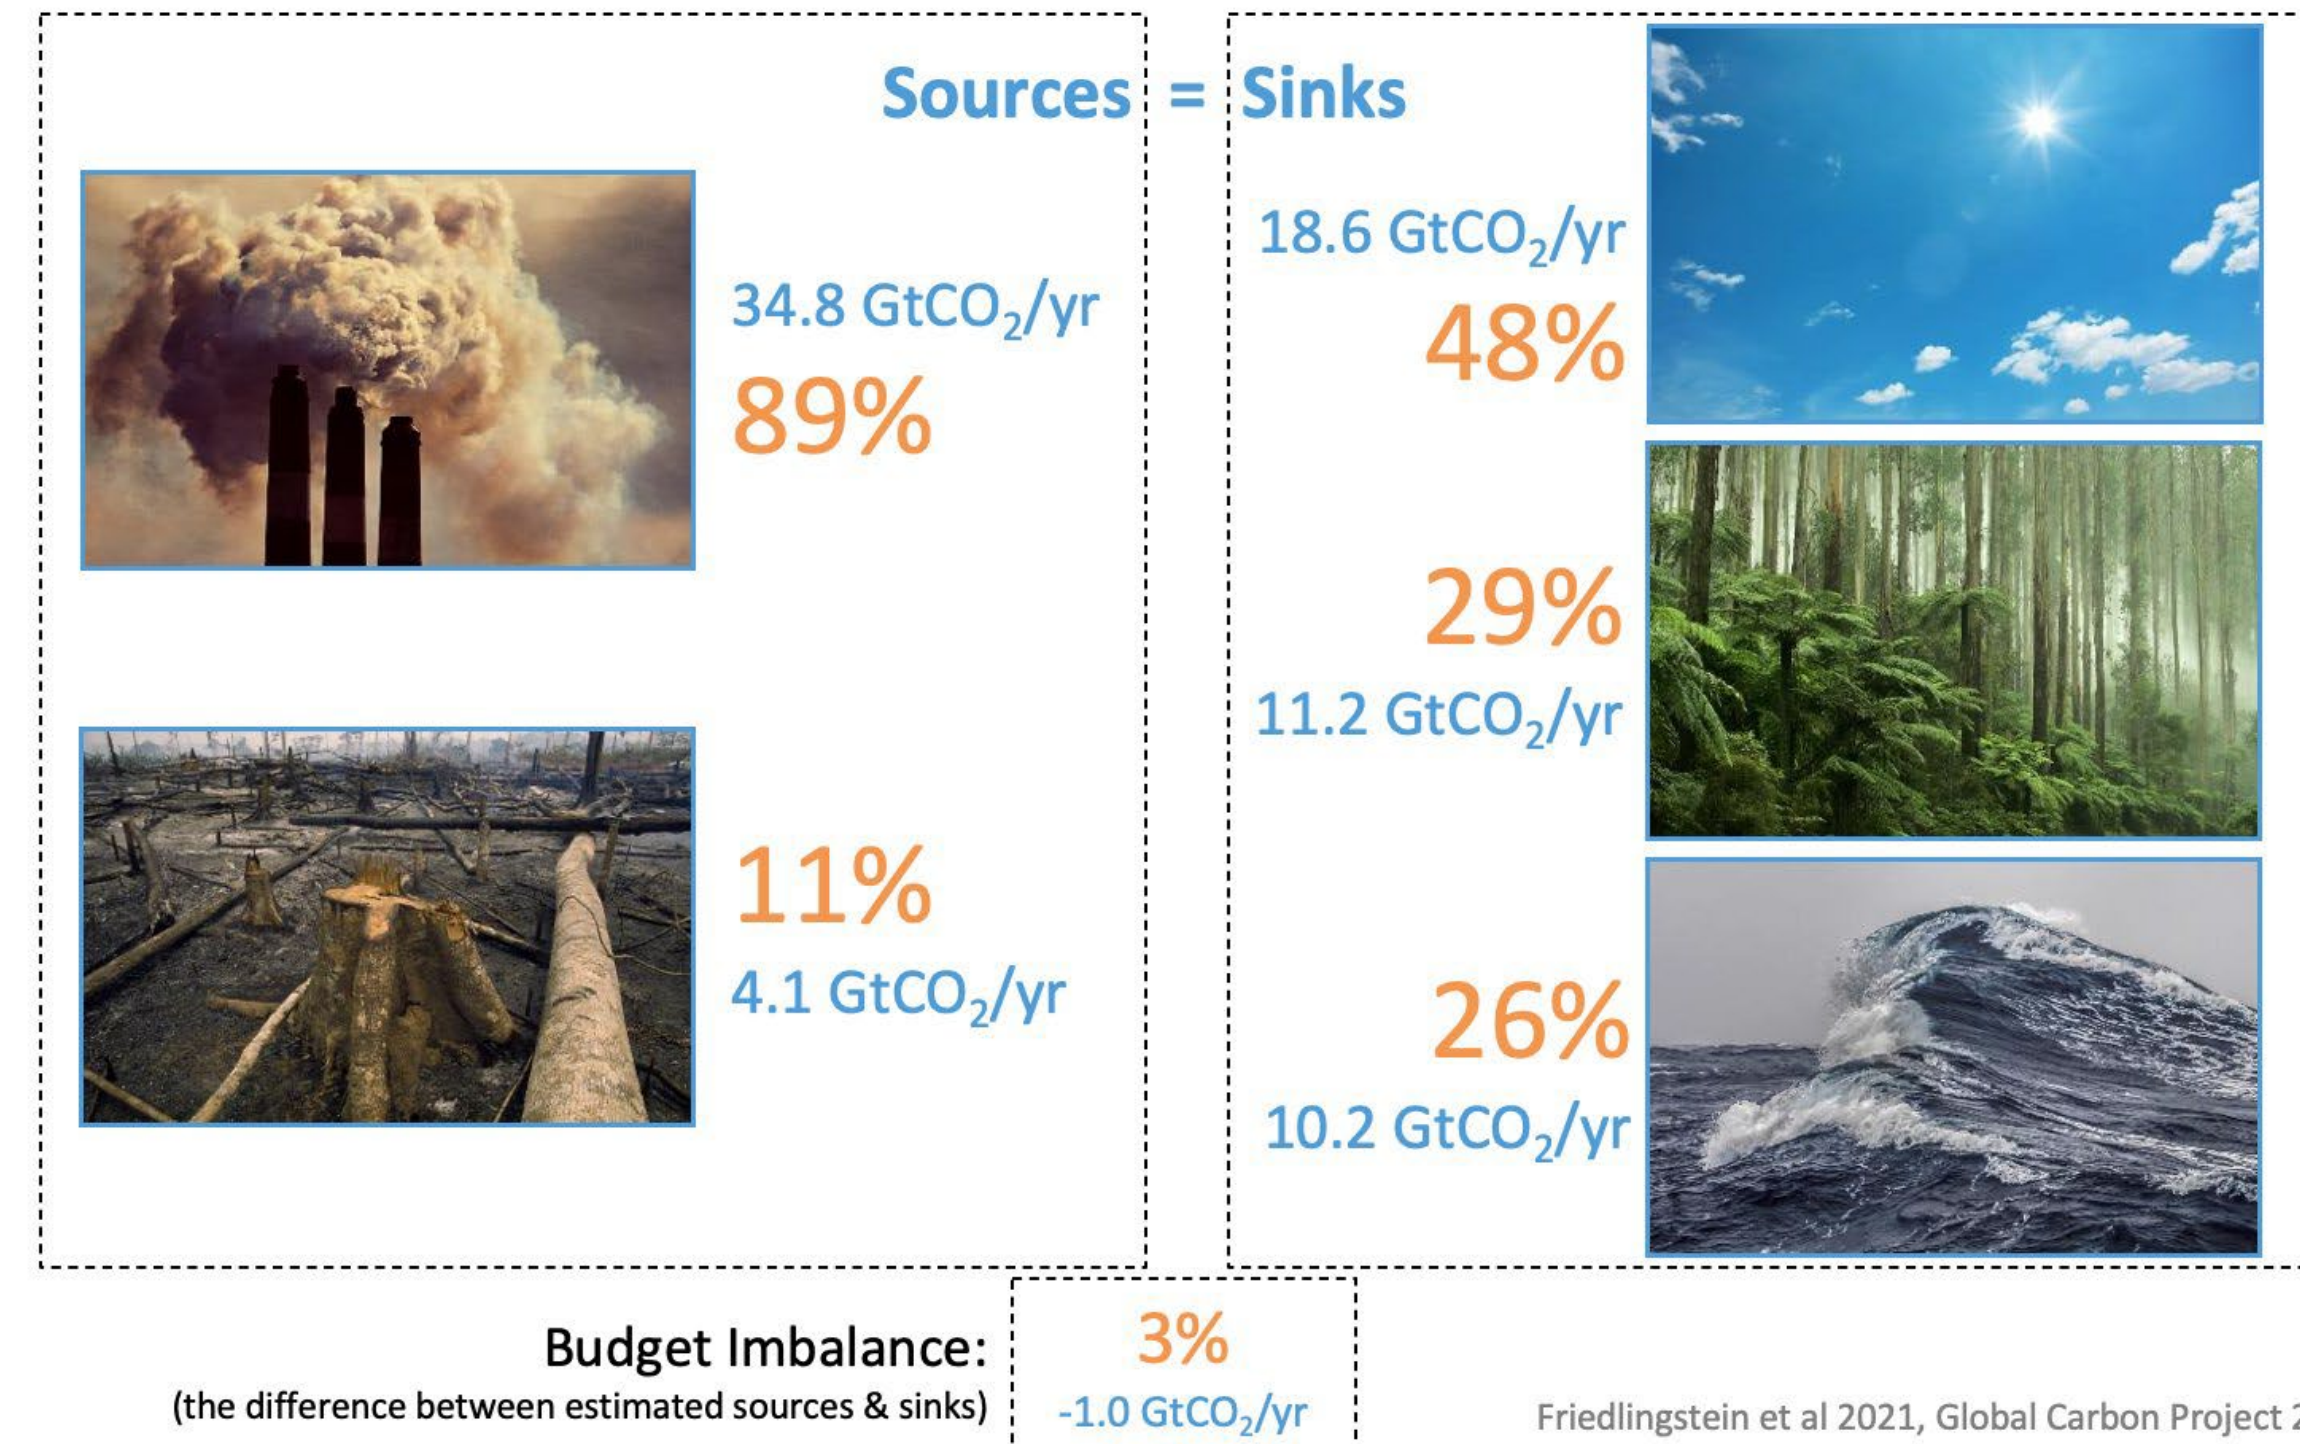 Sources = Sinks
34.8 GtCO₂/yr
89%
11%
4.1 GtCO₂/yr
18.6 GtCO₂/yr
48%
29%
11.2 GtCO₂/yr
26%
10.2 GtCO₂/yr
Budget Imbalance:
(the difference between estimated sources & sinks)
3%
-1.0 GtCO₂/yr
Friedlingstein et al 2021, Global Carbon Project 2